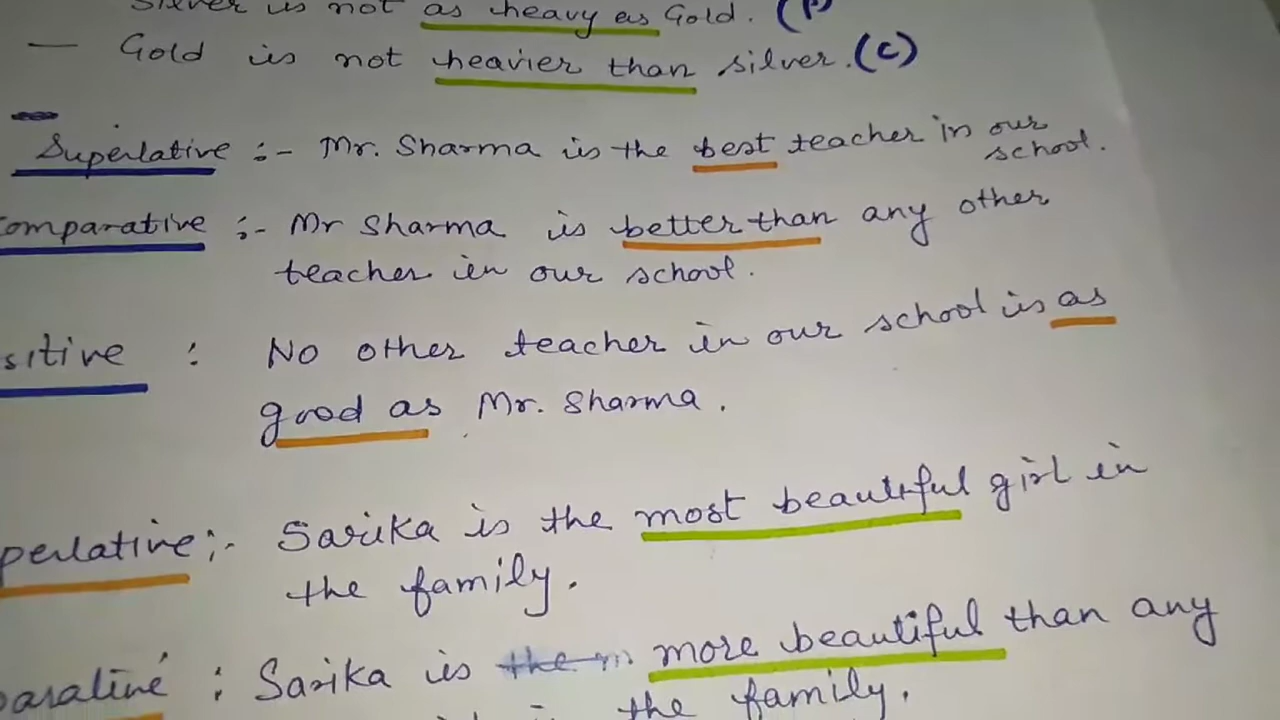 Silver is not as heavy as Gold. (P)
— Gold is not heavier than silver. (C)
Superlative :- Mr. Sharma is the best teacher in our
school.
omparative :- Mr Sharma is better than any other
teacher in our school.
sitive : No other teacher in our school is as
good as Mr. Sharma.
perlative :- Sarika is the most beautiful girl in
the family.
parative : Sarika is the m more beautiful than any
the family.